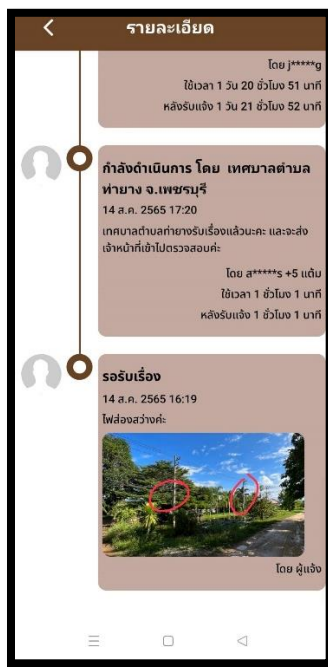 รายละเอียด
โดย j*****g
ใช้เวลา 1 วัน 20 ชั่วโมง 51 นาที
หลังรับแจ้ง 1 วัน 21 ชั่วโมง 52 นาที
กำลังดำเนินการ โดย เทศบาลตำบล
ท่ายาง จ.เพชรบุรี
14 ส.ค. 2565 17:20
เทศบาลตำบลท่ายางรับเรื่องแล้วนะคะ และจะส่ง
เจ้าหน้าที่เข้าไปตรวจสอบค่ะ
โดย s*****s +5 แต้ม
ใช้เวลา 1 ชั่วโมง 1 นาที
หลังรับแจ้ง 1 ชั่วโมง 1 นาที
รอรับเรื่อง
14 ส.ค. 2565 16:19
ไฟส่องสว่างค่ะ
โดย ผู้แจ้ง